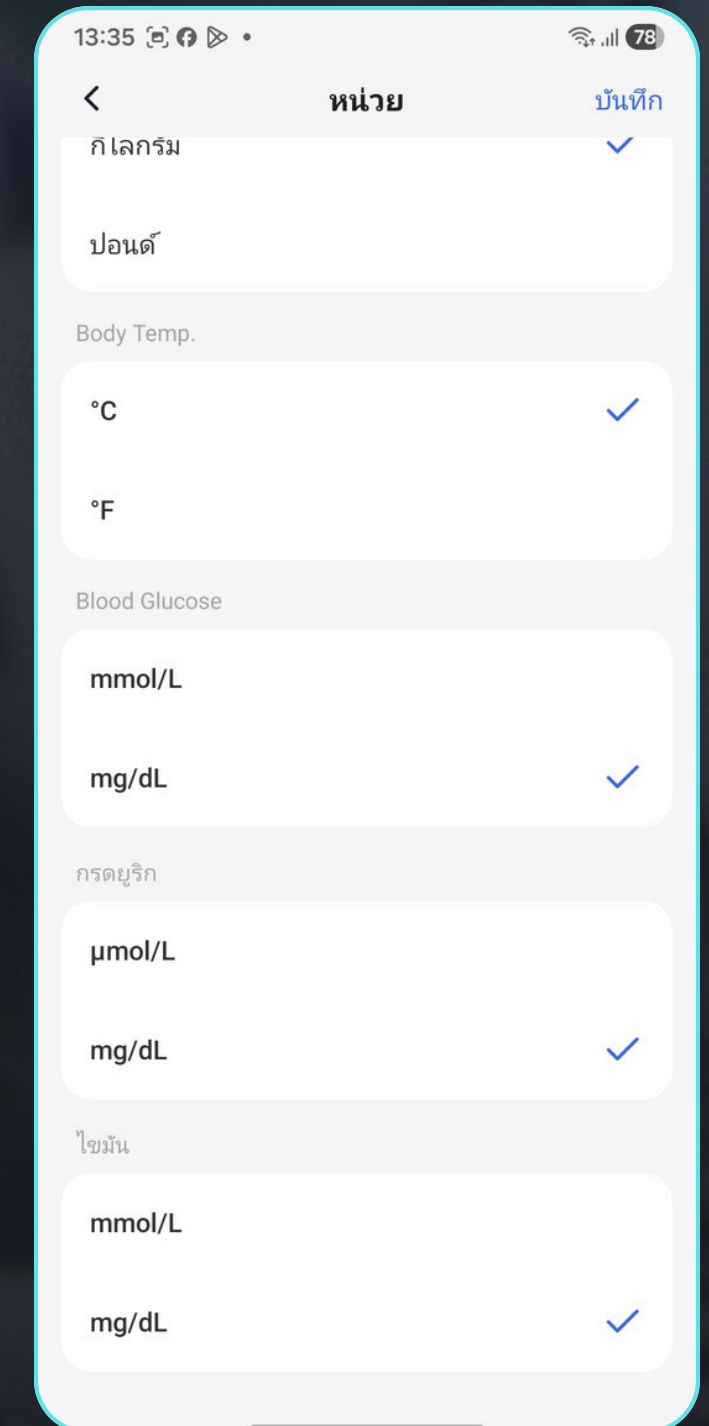 13:35
78
หน่วย
บันทึก
กิโลกรัม
ปอนด์
Body Temp.
°C
°F
Blood Glucose
mmol/L
mg/dL
กรดยูริก
µmol/L
mg/dL
ไขมัน
mmol/L
mg/dL